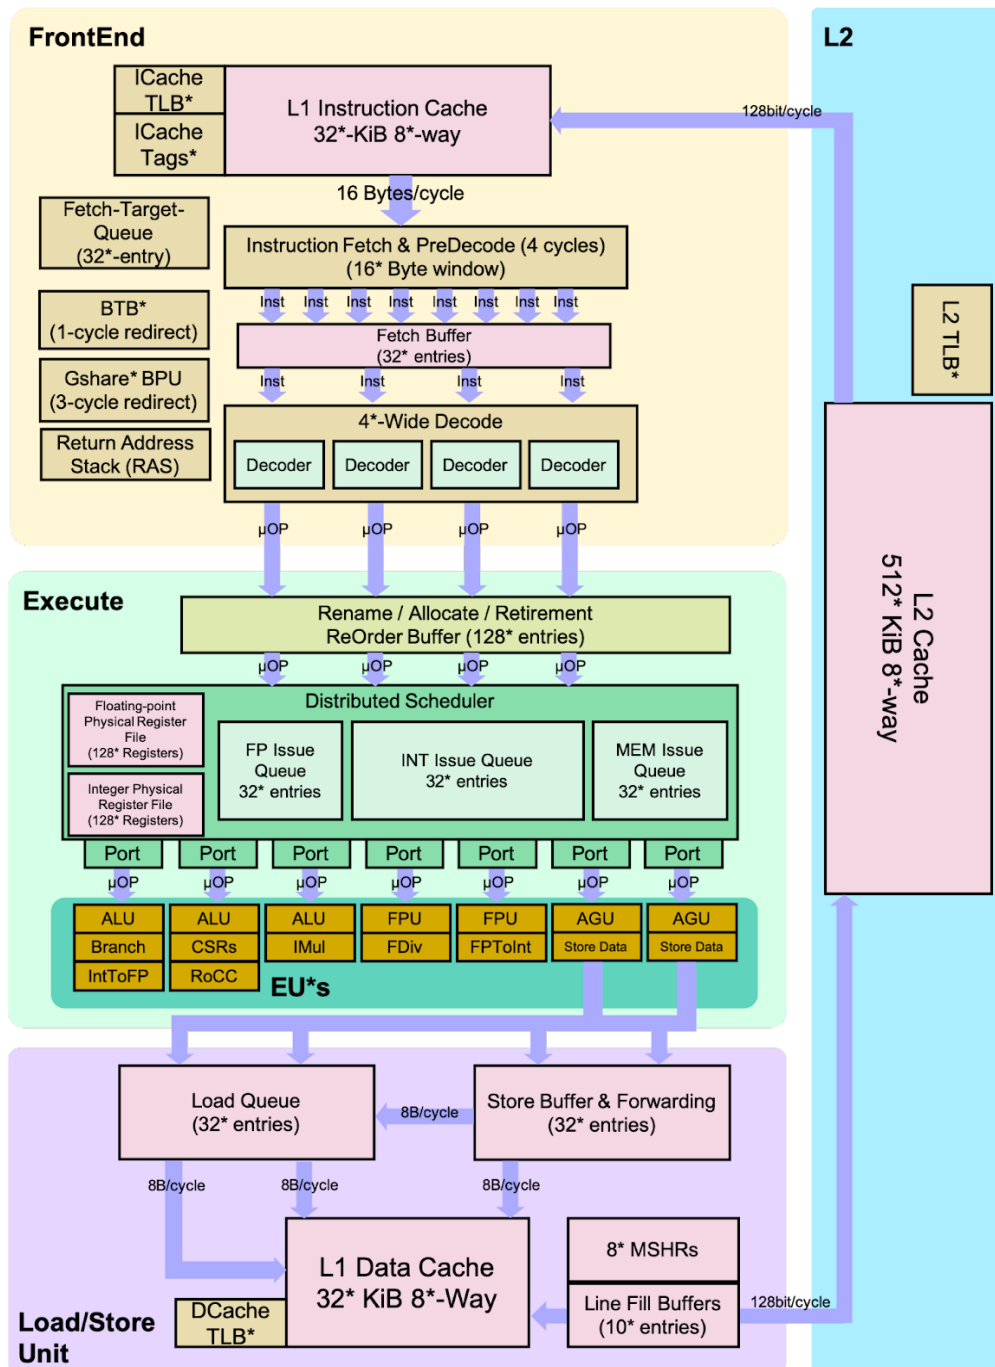 FrontEnd
ICache
TLB*
ICache
Tags*
L1 Instruction Cache
32*-KiB 8*-way
128bit/cycle
16 Bytes/cycle
Fetch-Target-
Queue
(32*-entry)
Instruction Fetch & PreDecode (4 cycles)
(16* Byte window)
Inst
Inst
Inst
Inst
Inst
Inst
Inst
BTB*
(1-cycle redirect)
Fetch Buffer
(32* entries)
Gshare* BPU
(3-cycle redirect)
Inst
Inst
Inst
Inst
Return Address
Stack (RAS)
4*-Wide Decode
Decoder
Decoder
Decoder
Decoder
µOP
µOP
µOP
µOP
Execute
Rename / Allocate / Retirement
ReOrder Buffer (128* entries)
µOP
µOP
µOP
µOP
Distributed Scheduler
Floating-point
Physical Register
File
(128* Registers)
Integer Physical
Register File
(128* Registers)
FP Issue
Queue
32* entries
INT Issue Queue
32* entries
MEM Issue
Queue
32* entries
Port
Port
Port
Port
Port
Port
Port
µOP
µOP
µOP
µOP
µOP
µOP
µOP
ALU
Branch
IntToFP
ALU
CSRs
RoCC
ALU
IMul
FPU
FDiv
FPU
FPToInt
AGU
Store Data
AGU
Store Data
EU*s
Load Queue
(32* entries)
8B/cycle
Store Buffer & Forwarding
(32* entries)
8B/cycle
8B/cycle
8B/cycle
L1 Data Cache
32* KiB 8*-Way
DCache
TLB*
8* MSHRs
Line Fill Buffers
(10* entries)
128bit/cycle
Load/Store
Unit
L2
L2 TLB*
L2 Cache
512* KiB 8*-way